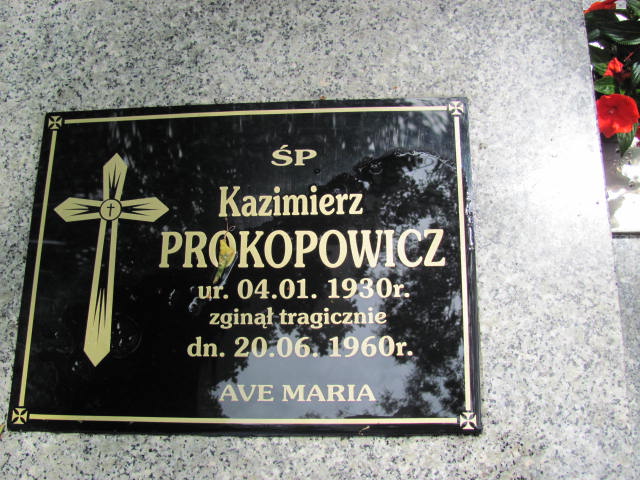 ŚP
Kazimierz
PROKOPOWICZ
ur. 04.01. 1930r.
zginął tragicznie
dn. 20.06. 1960r.
AVE MARIA